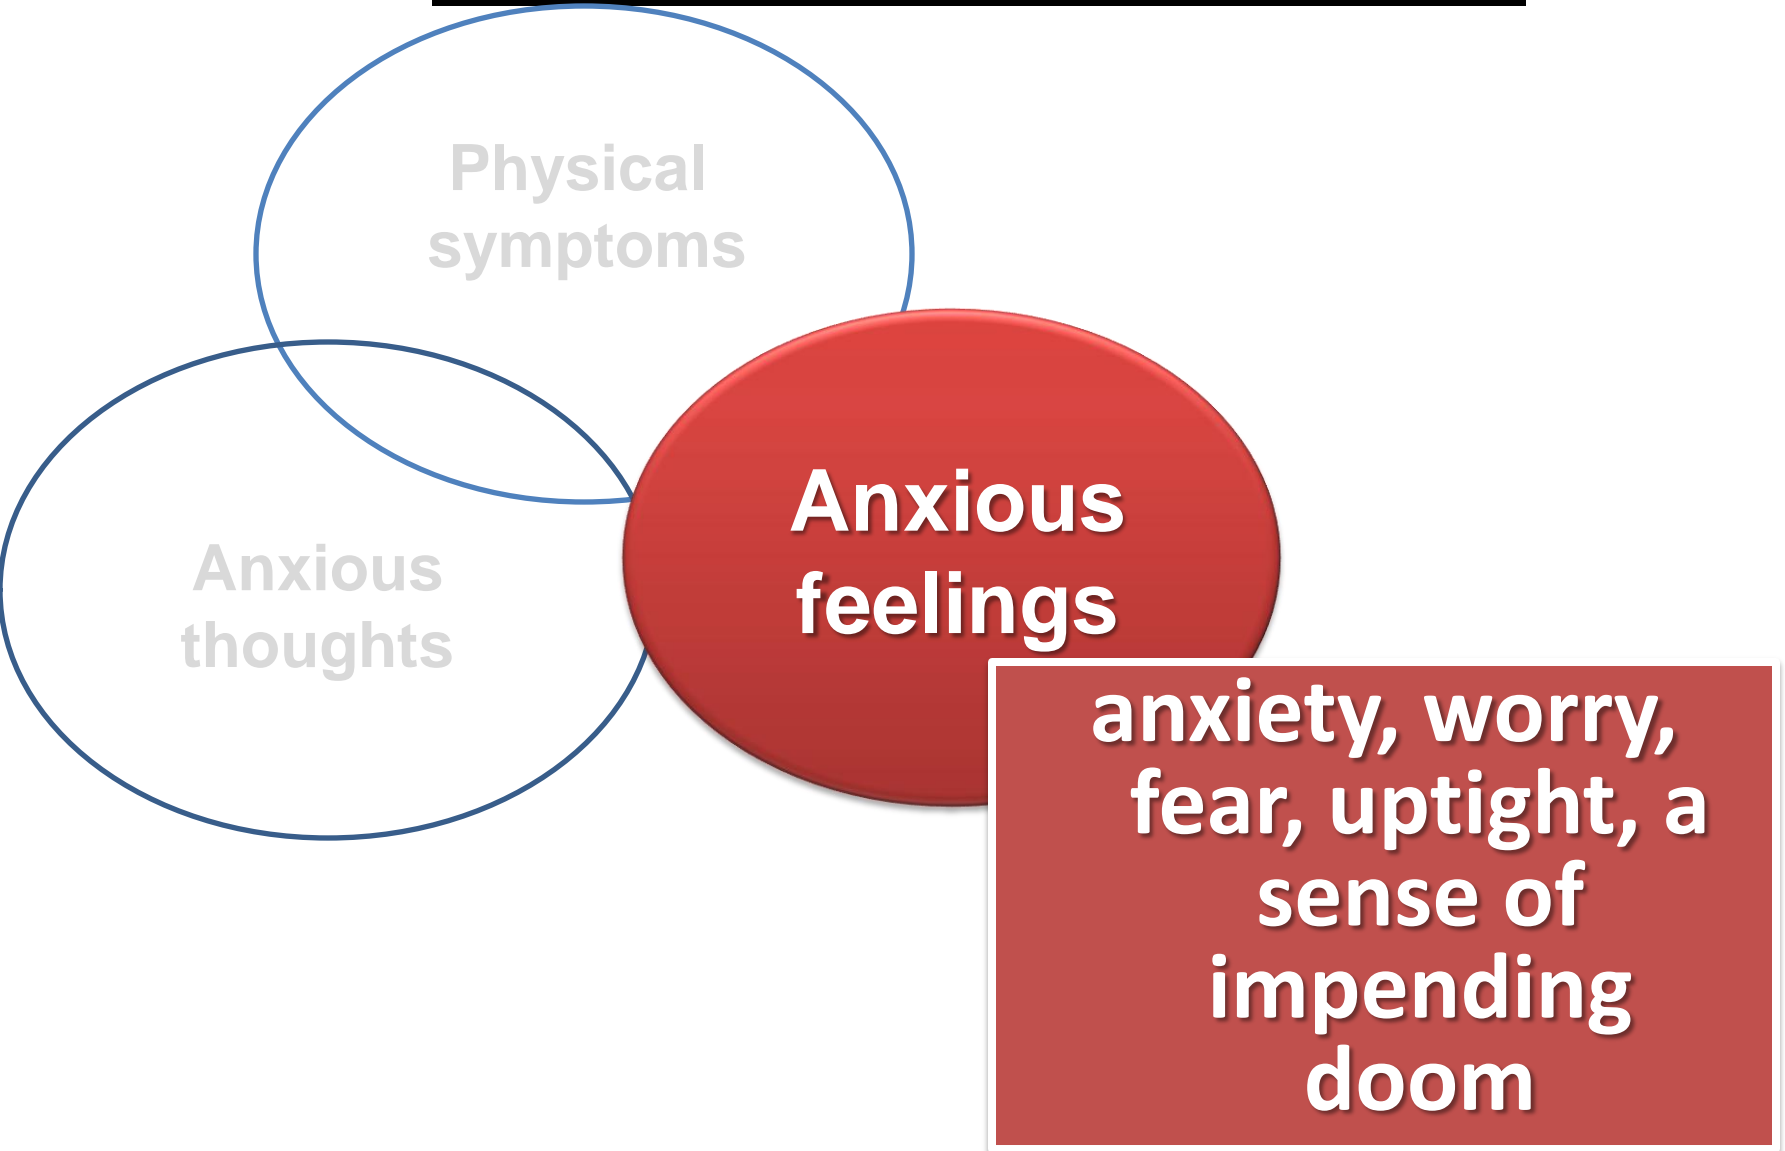 Physical
symptoms
Anxious
thoughts
Anxious
feelings
anxiety, worry,
fear, uptight, a
sense of
impending
doom